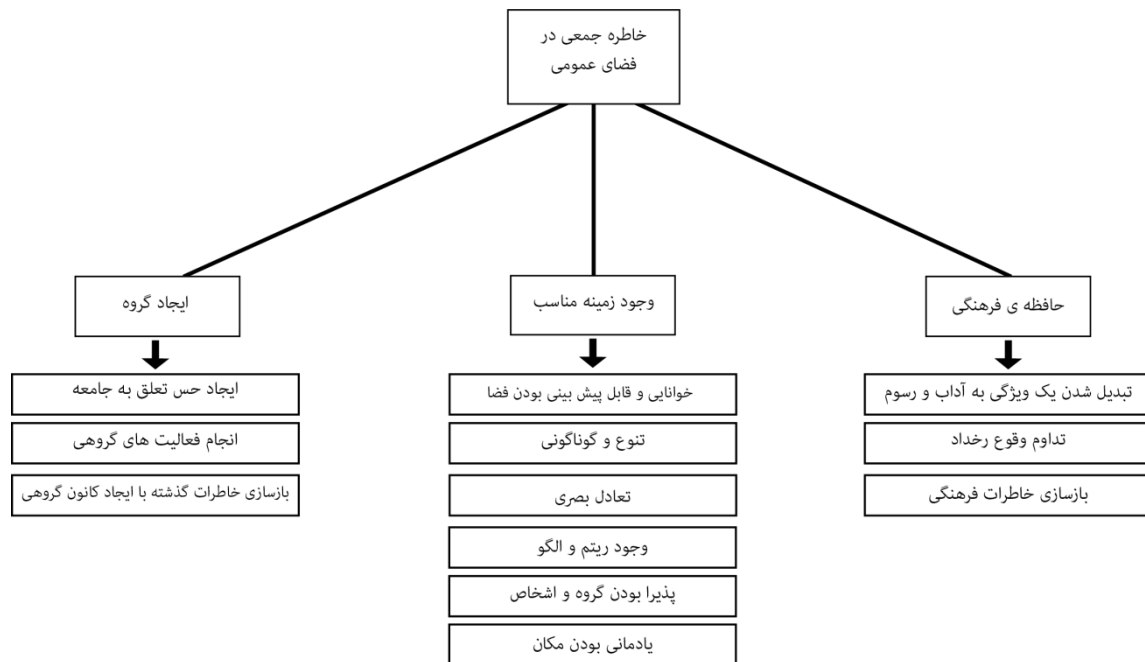 خاطره جمعی در
فضای عمومی
حافظه ی فرهنگی
تبدیل شدن یک ویژگی به آداب و رسوم
تداوم وقوع رخداد
بازسازی خاطرات فرهنگی
وجود زمینه مناسب
خوانایی و قابل پیش بینی بودن فضا
تنوع و گوناگونی
تعادل بصری
وجود ریتم و الگو
پذیرا بودن گروه و اشخاص
یادمانی بودن مکان
ایجاد گروه
ایجاد حس تعلق به جامعه
انجام فعالیت های گروهی
بازسازی خاطرات گذشته با ایجاد کانون گروهی